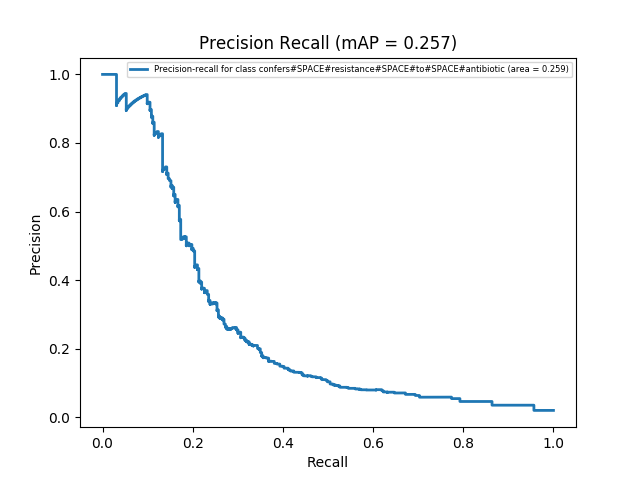 Precision Recall (mAP = 0.257)
Precision-recall for class confers#SPACE#resistance#SPACE#to#SPACE#antibiotic (area = 0.259)
1.0
0.8
0.6
0.4
0.2
0.0
Precision
0.0 0.2 0.4 0.6 0.8 1.0
Recall